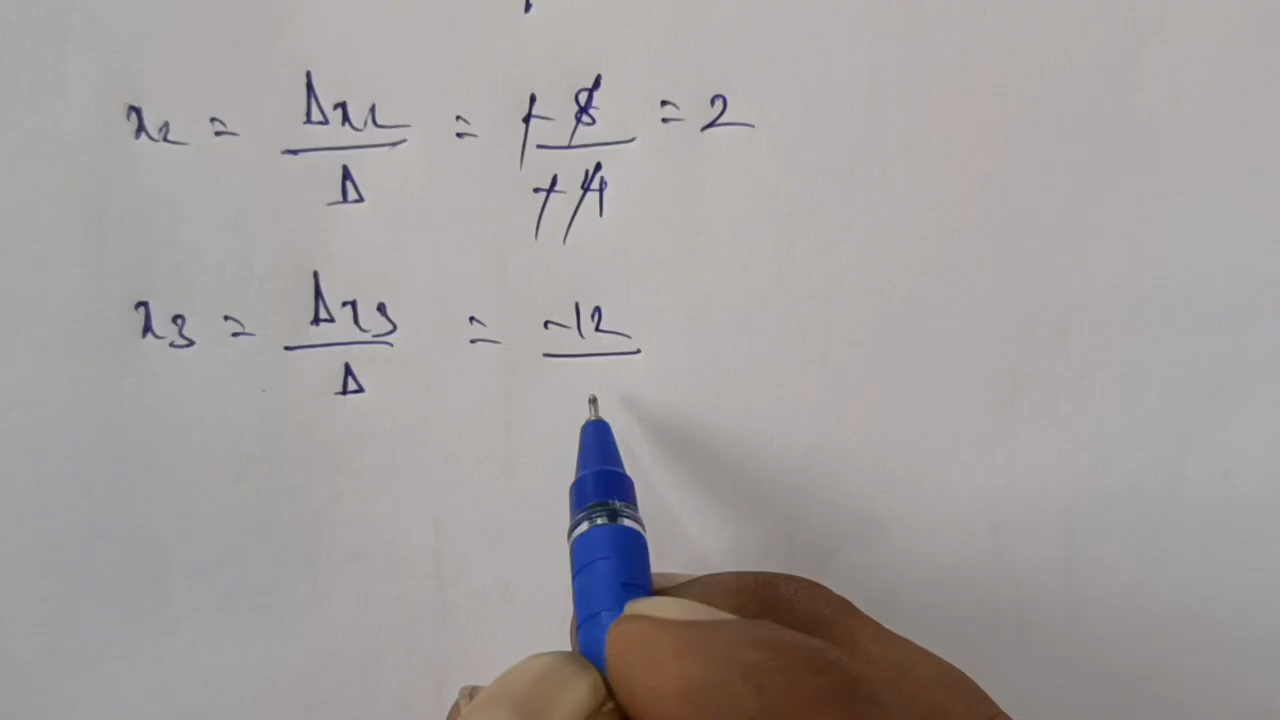 x2 = Δx2/Δ = -8/-4 = 2
x3 = Δx3/Δ = -12/